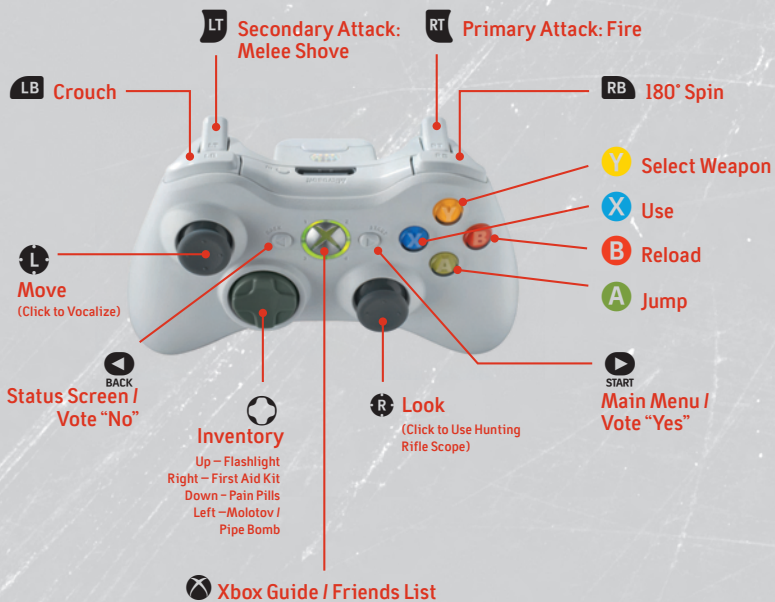 LT Secondary Attack:
Melee Shove
RT Primary Attack: Fire
LB Crouch
RB 180° Spin
Y Select Weapon
X Use
B Reload
A Jump
L
Move
(Click to Vocalize)
BACK
Status Screen /
Vote “No”
Inventory
Up – Flashlight
Right – First Aid Kit
Down – Pain Pills
Left –Molotov /
Pipe Bomb
R Look
(Click to Use Hunting
Rifle Scope)
START
Main Menu /
Vote “Yes”
Xbox Guide / Friends List
BACK
START
Y
X
B
A